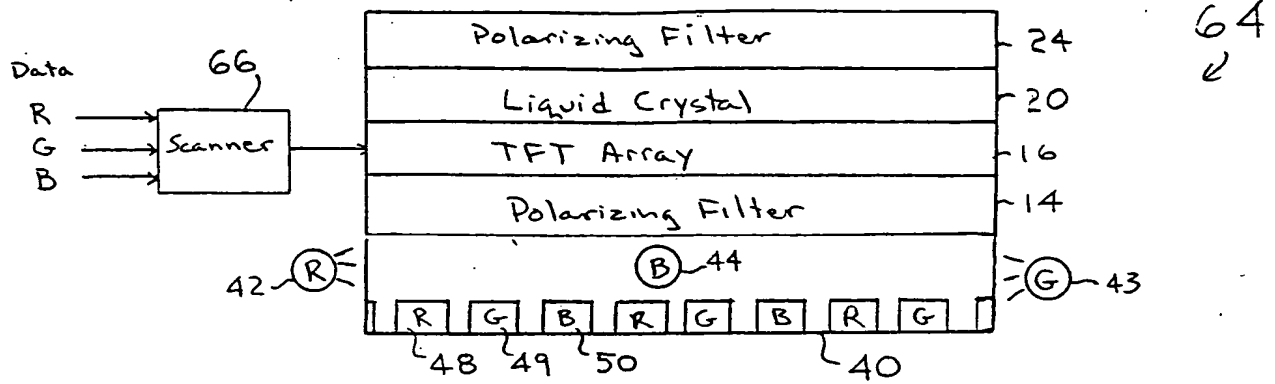 64
Polarizing Filter 24
Data 66
Liquid Crystal 20
R
G Scanner TFT Array 16
B
Polarizing Filter 14
42 R B 44 G 43
R G B R G B R G
48 49 50 40